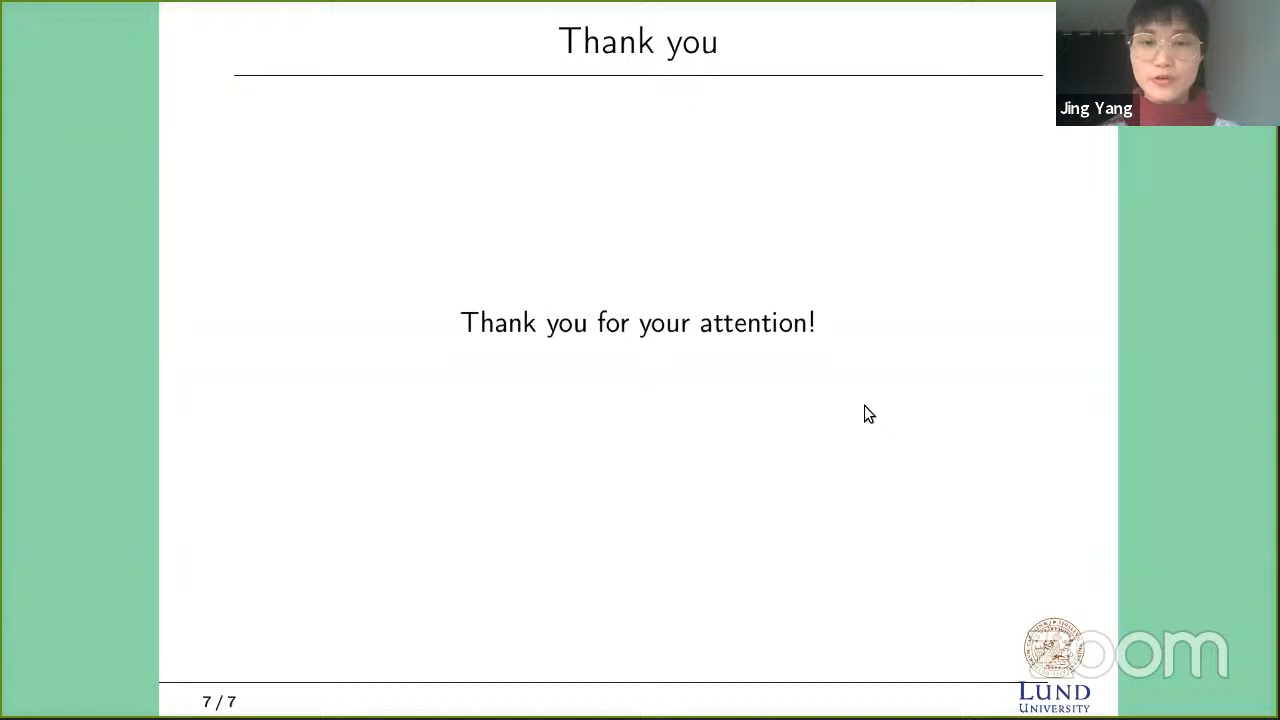 Thank you
Jing Yang
Thank you for your attention!
zoom
7 / 7
LUND
UNIVERSITY